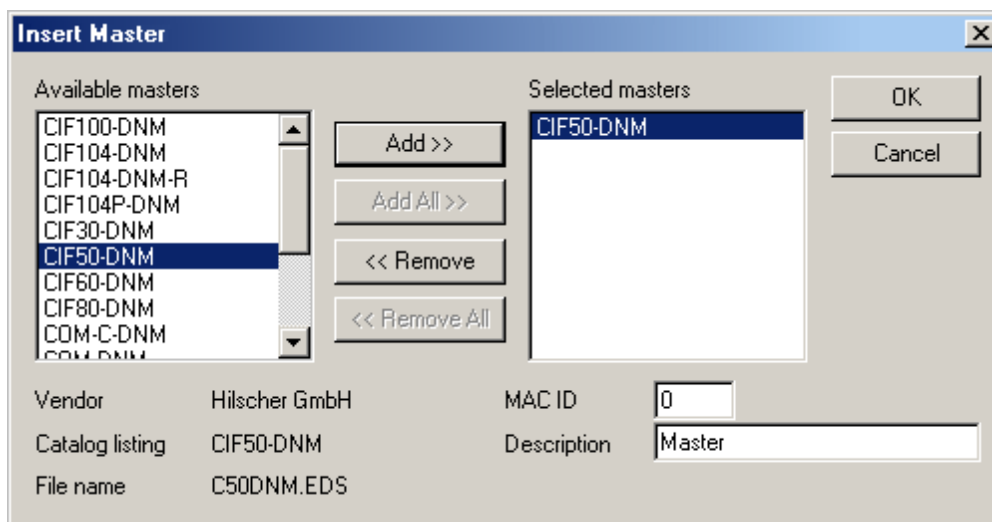 Insert Master
Available masters
CIF100-DNM
CIF104-DNM
CIF104-DNM-R
CIF104P-DNM
CIF30-DNM
CIF50-DNM
CIF60-DNM
CIF80-DNM
COM-C-DNM
COM-DNM
Add >>
Add All >>
<< Remove
<< Remove All
Selected masters
CIF50-DNM
OK
Cancel
Vendor Hilscher GmbH
MAC ID 0
Catalog listing CIF50-DNM
Description Master
File name C50DNM.EDS